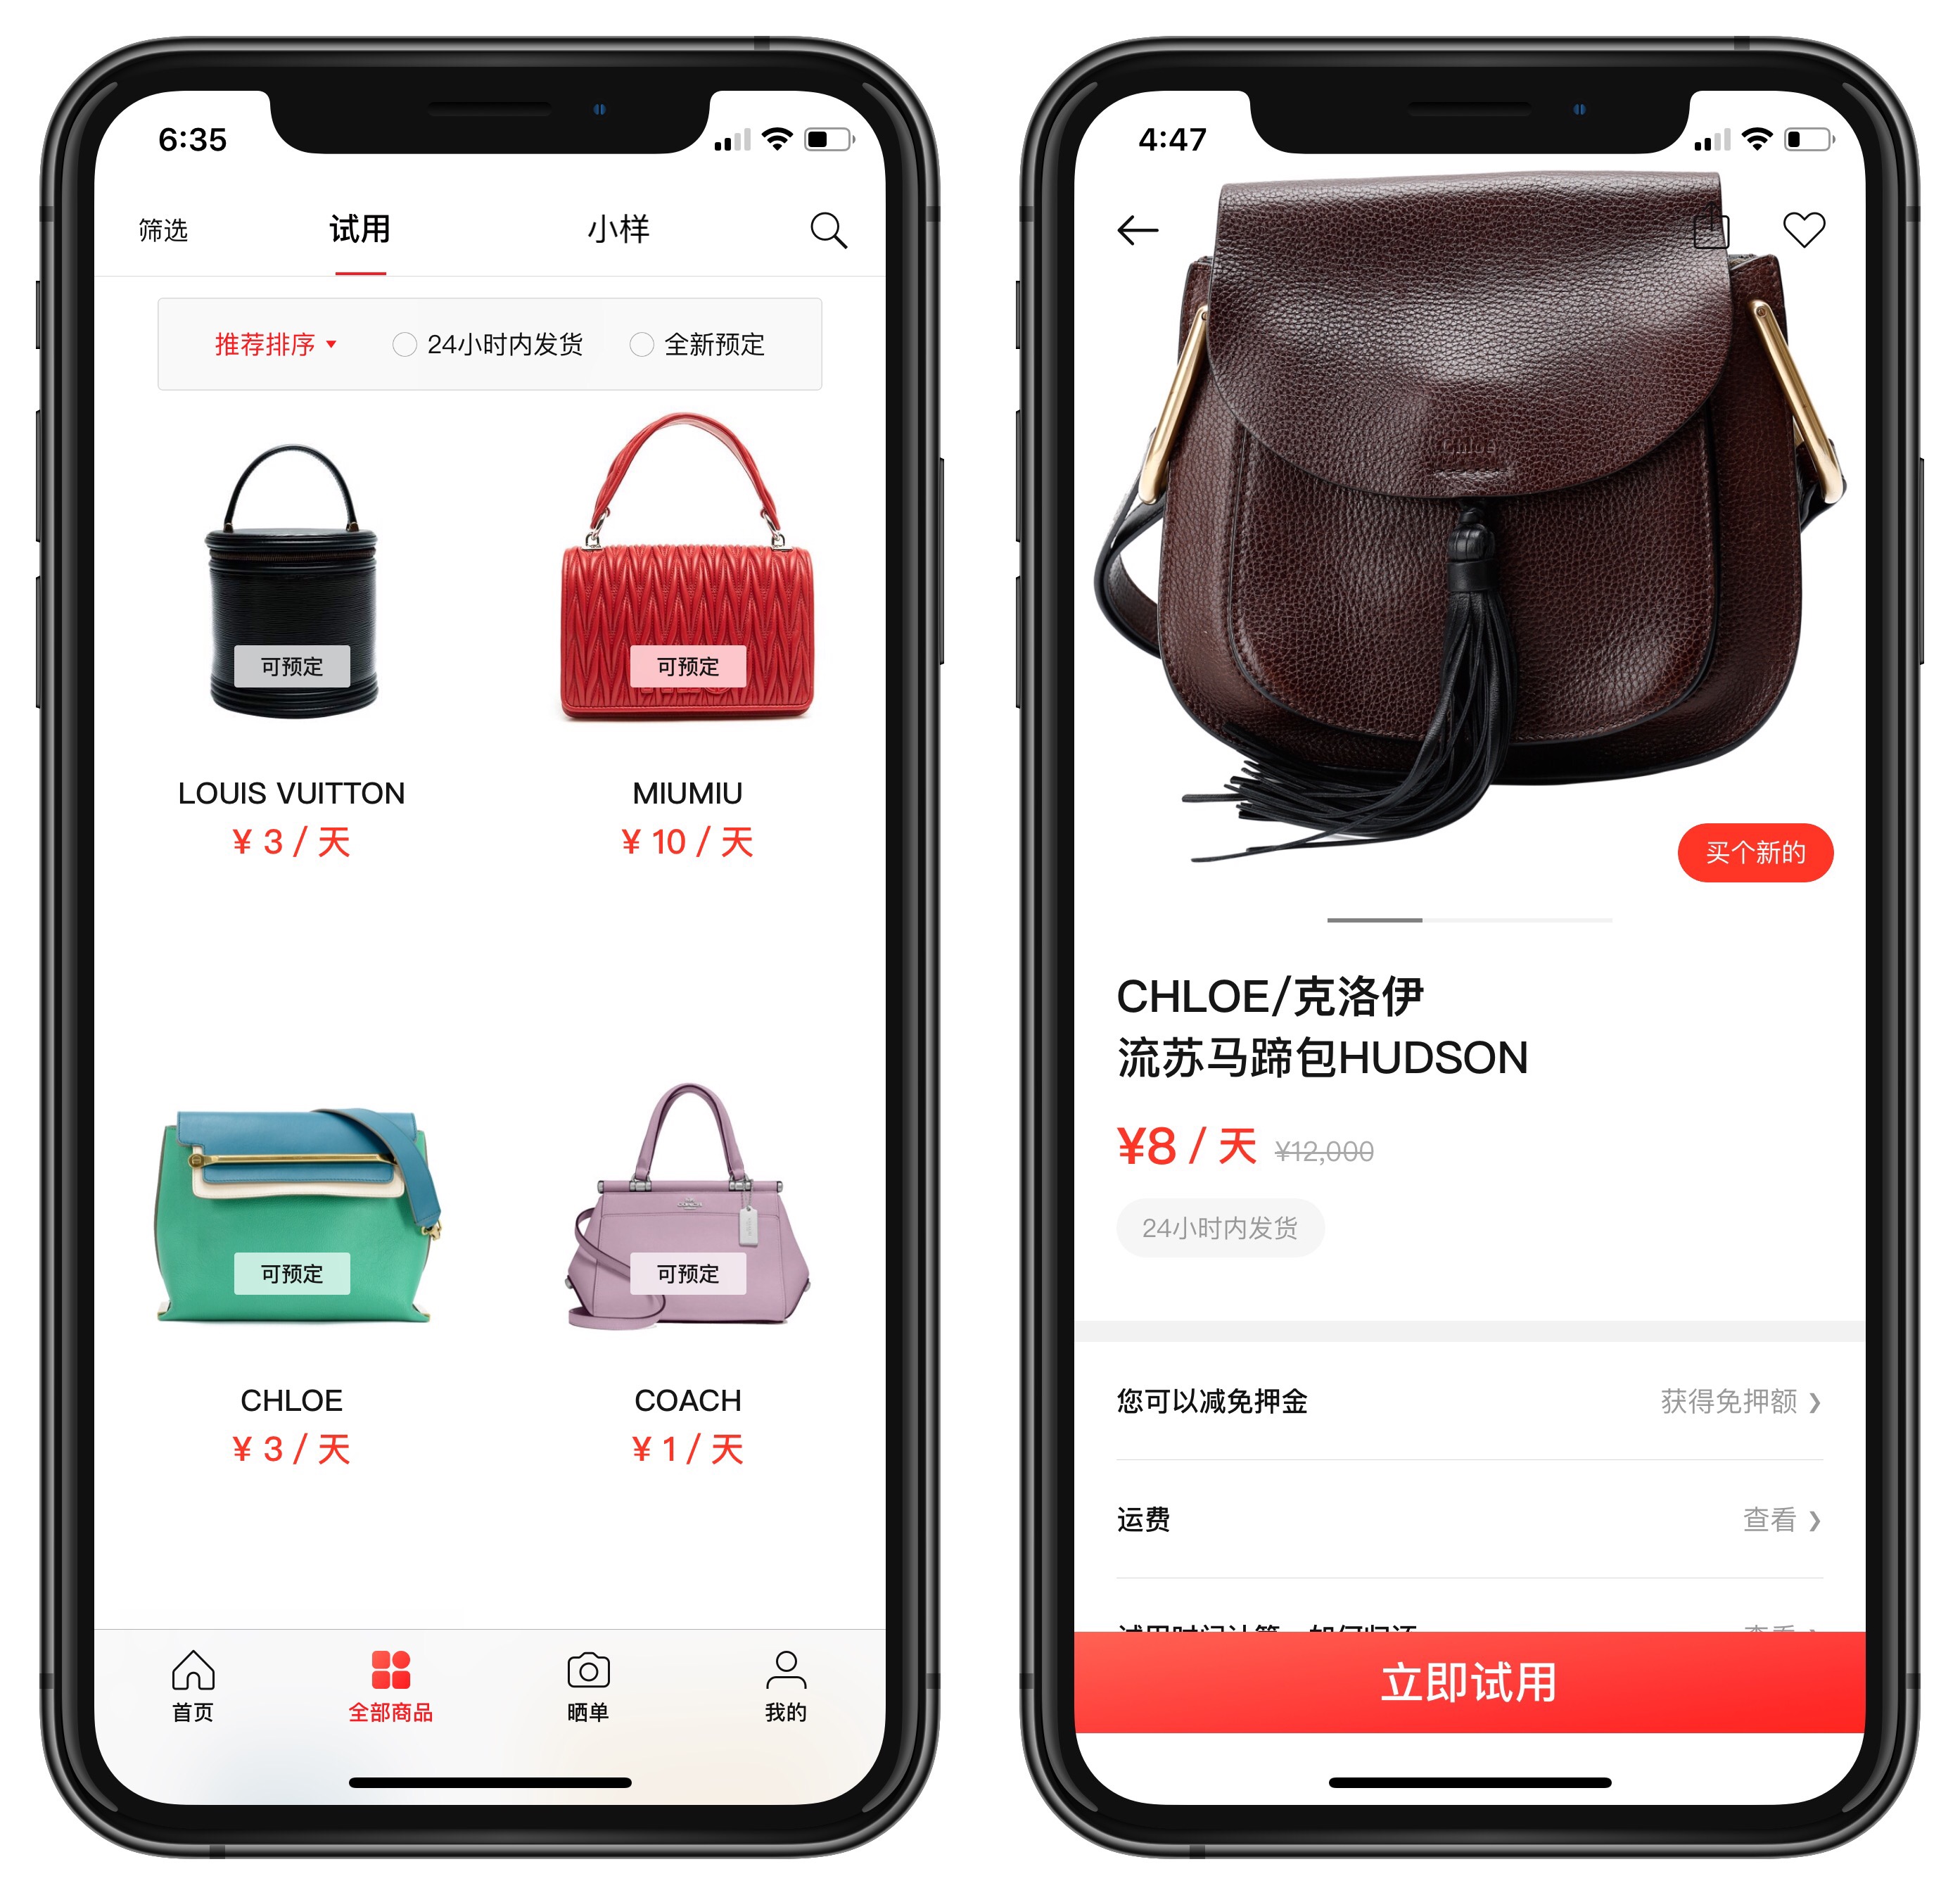 6:35
筛选
试用
小样
推荐排序
24小时内发货
全新预定
可预定
可预定
LOUIS VUITTON
MIUMIU
¥ 3 / 天
¥ 10 / 天
可预定
可预定
CHLOE
COACH
¥ 3 / 天
¥ 1 / 天
首页
全部商品
晒单
我的
4:47
Chloé
买个新的
CHLOE/克洛伊
流苏马蹄包HUDSON
¥8 / 天 ¥12,000
24小时内发货
您可以减免押金
获得免押额
运费
查看
立即试用